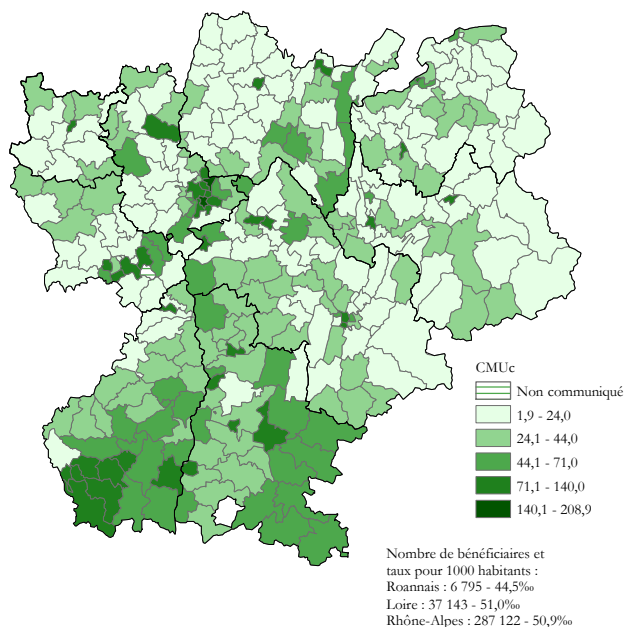 CMUc
Non communiqué
1,9 - 24,0
24,1 - 44,0
44,1 - 71,0
71,1 - 140,0
140,1 - 208,9
Nombre de bénéficiaires et
taux pour 1000 habitants :
Roannais : 6 795 - 44,5‰
Loire : 37 143 - 51,0‰
Rhône-Alpes : 287 122 - 50,9‰